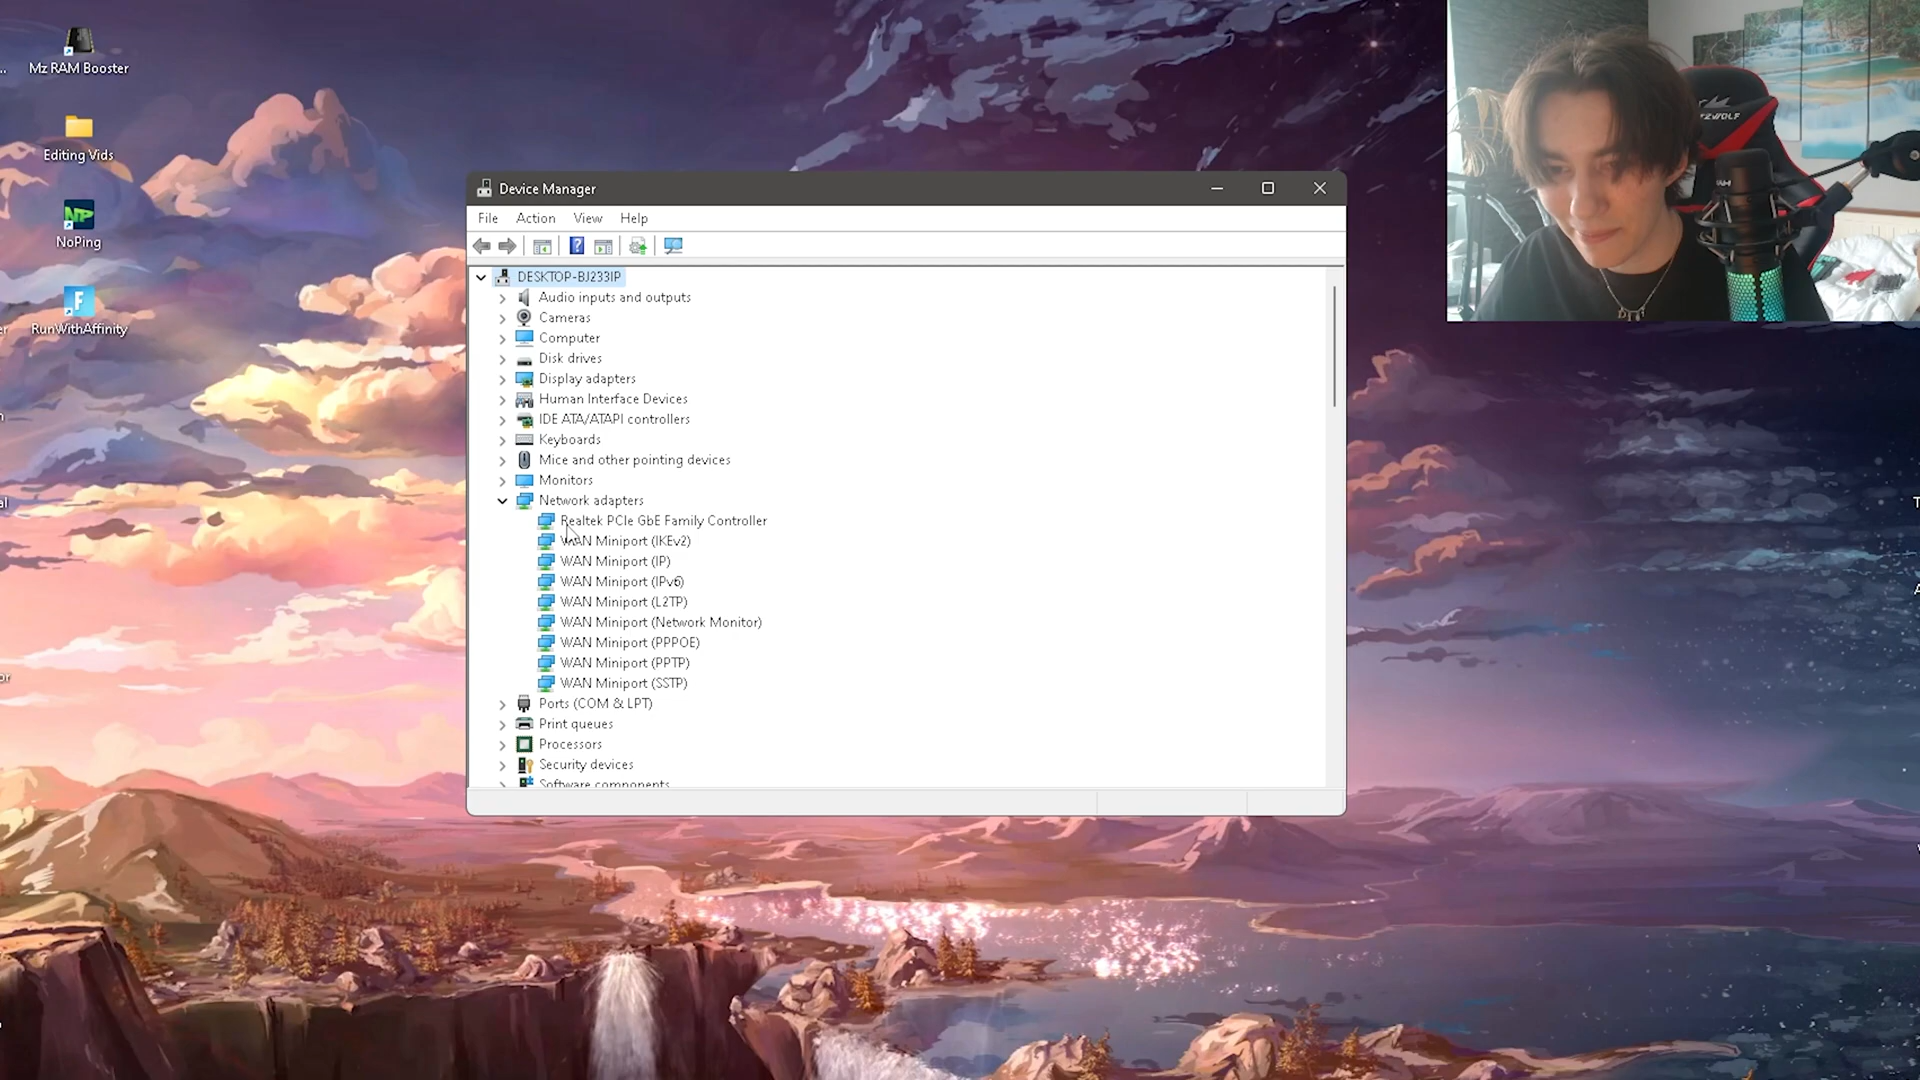 Mz RAM Booster
Editing Vids
NoPing
RunWithAffinity
Device Manager
File Action View Help
DESKTOP-BJ233IP
Audio inputs and outputs
Cameras
Computer
Disk drives
Display adapters
Human Interface Devices
IDE ATA/ATAPI controllers
Keyboards
Mice and other pointing devices
Monitors
Network adapters
Realtek PCIe GbE Family Controller
WAN Miniport (IKEv2)
WAN Miniport (IP)
WAN Miniport (IPv6)
WAN Miniport (L2TP)
WAN Miniport (Network Monitor)
WAN Miniport (PPPOE)
WAN Miniport (PPTP)
WAN Miniport (SSTP)
Ports (COM & LPT)
Print queues
Processors
Security devices
Software components